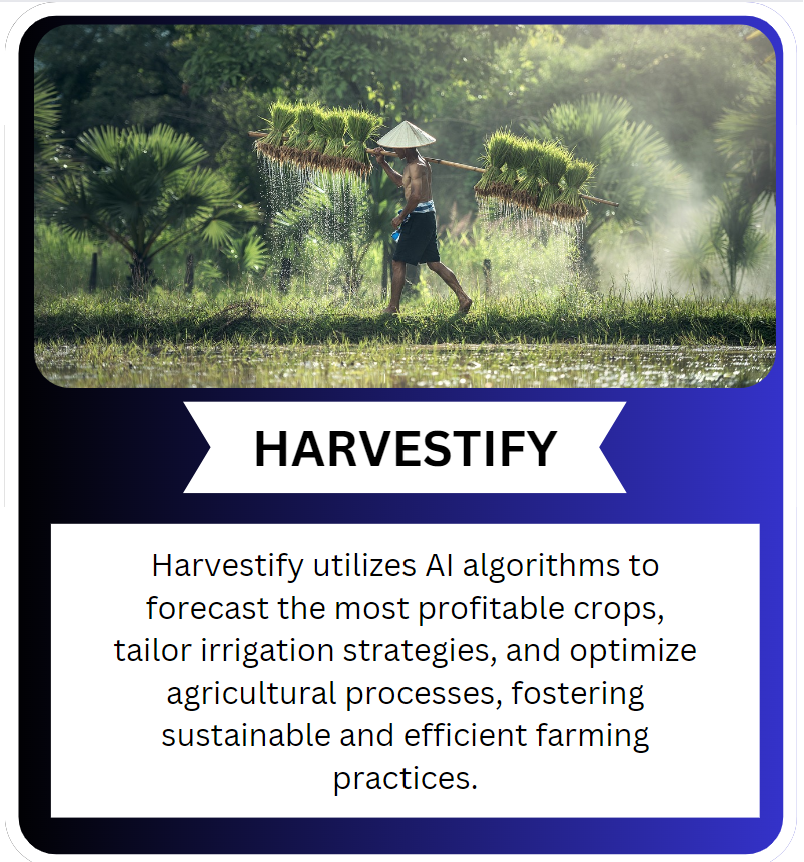 HARVESTIFY
Harvestify utilizes AI algorithms to
forecast the most profitable crops,
tailor irrigation strategies, and optimize
agricultural processes, fostering
sustainable and efficient farming
practices.